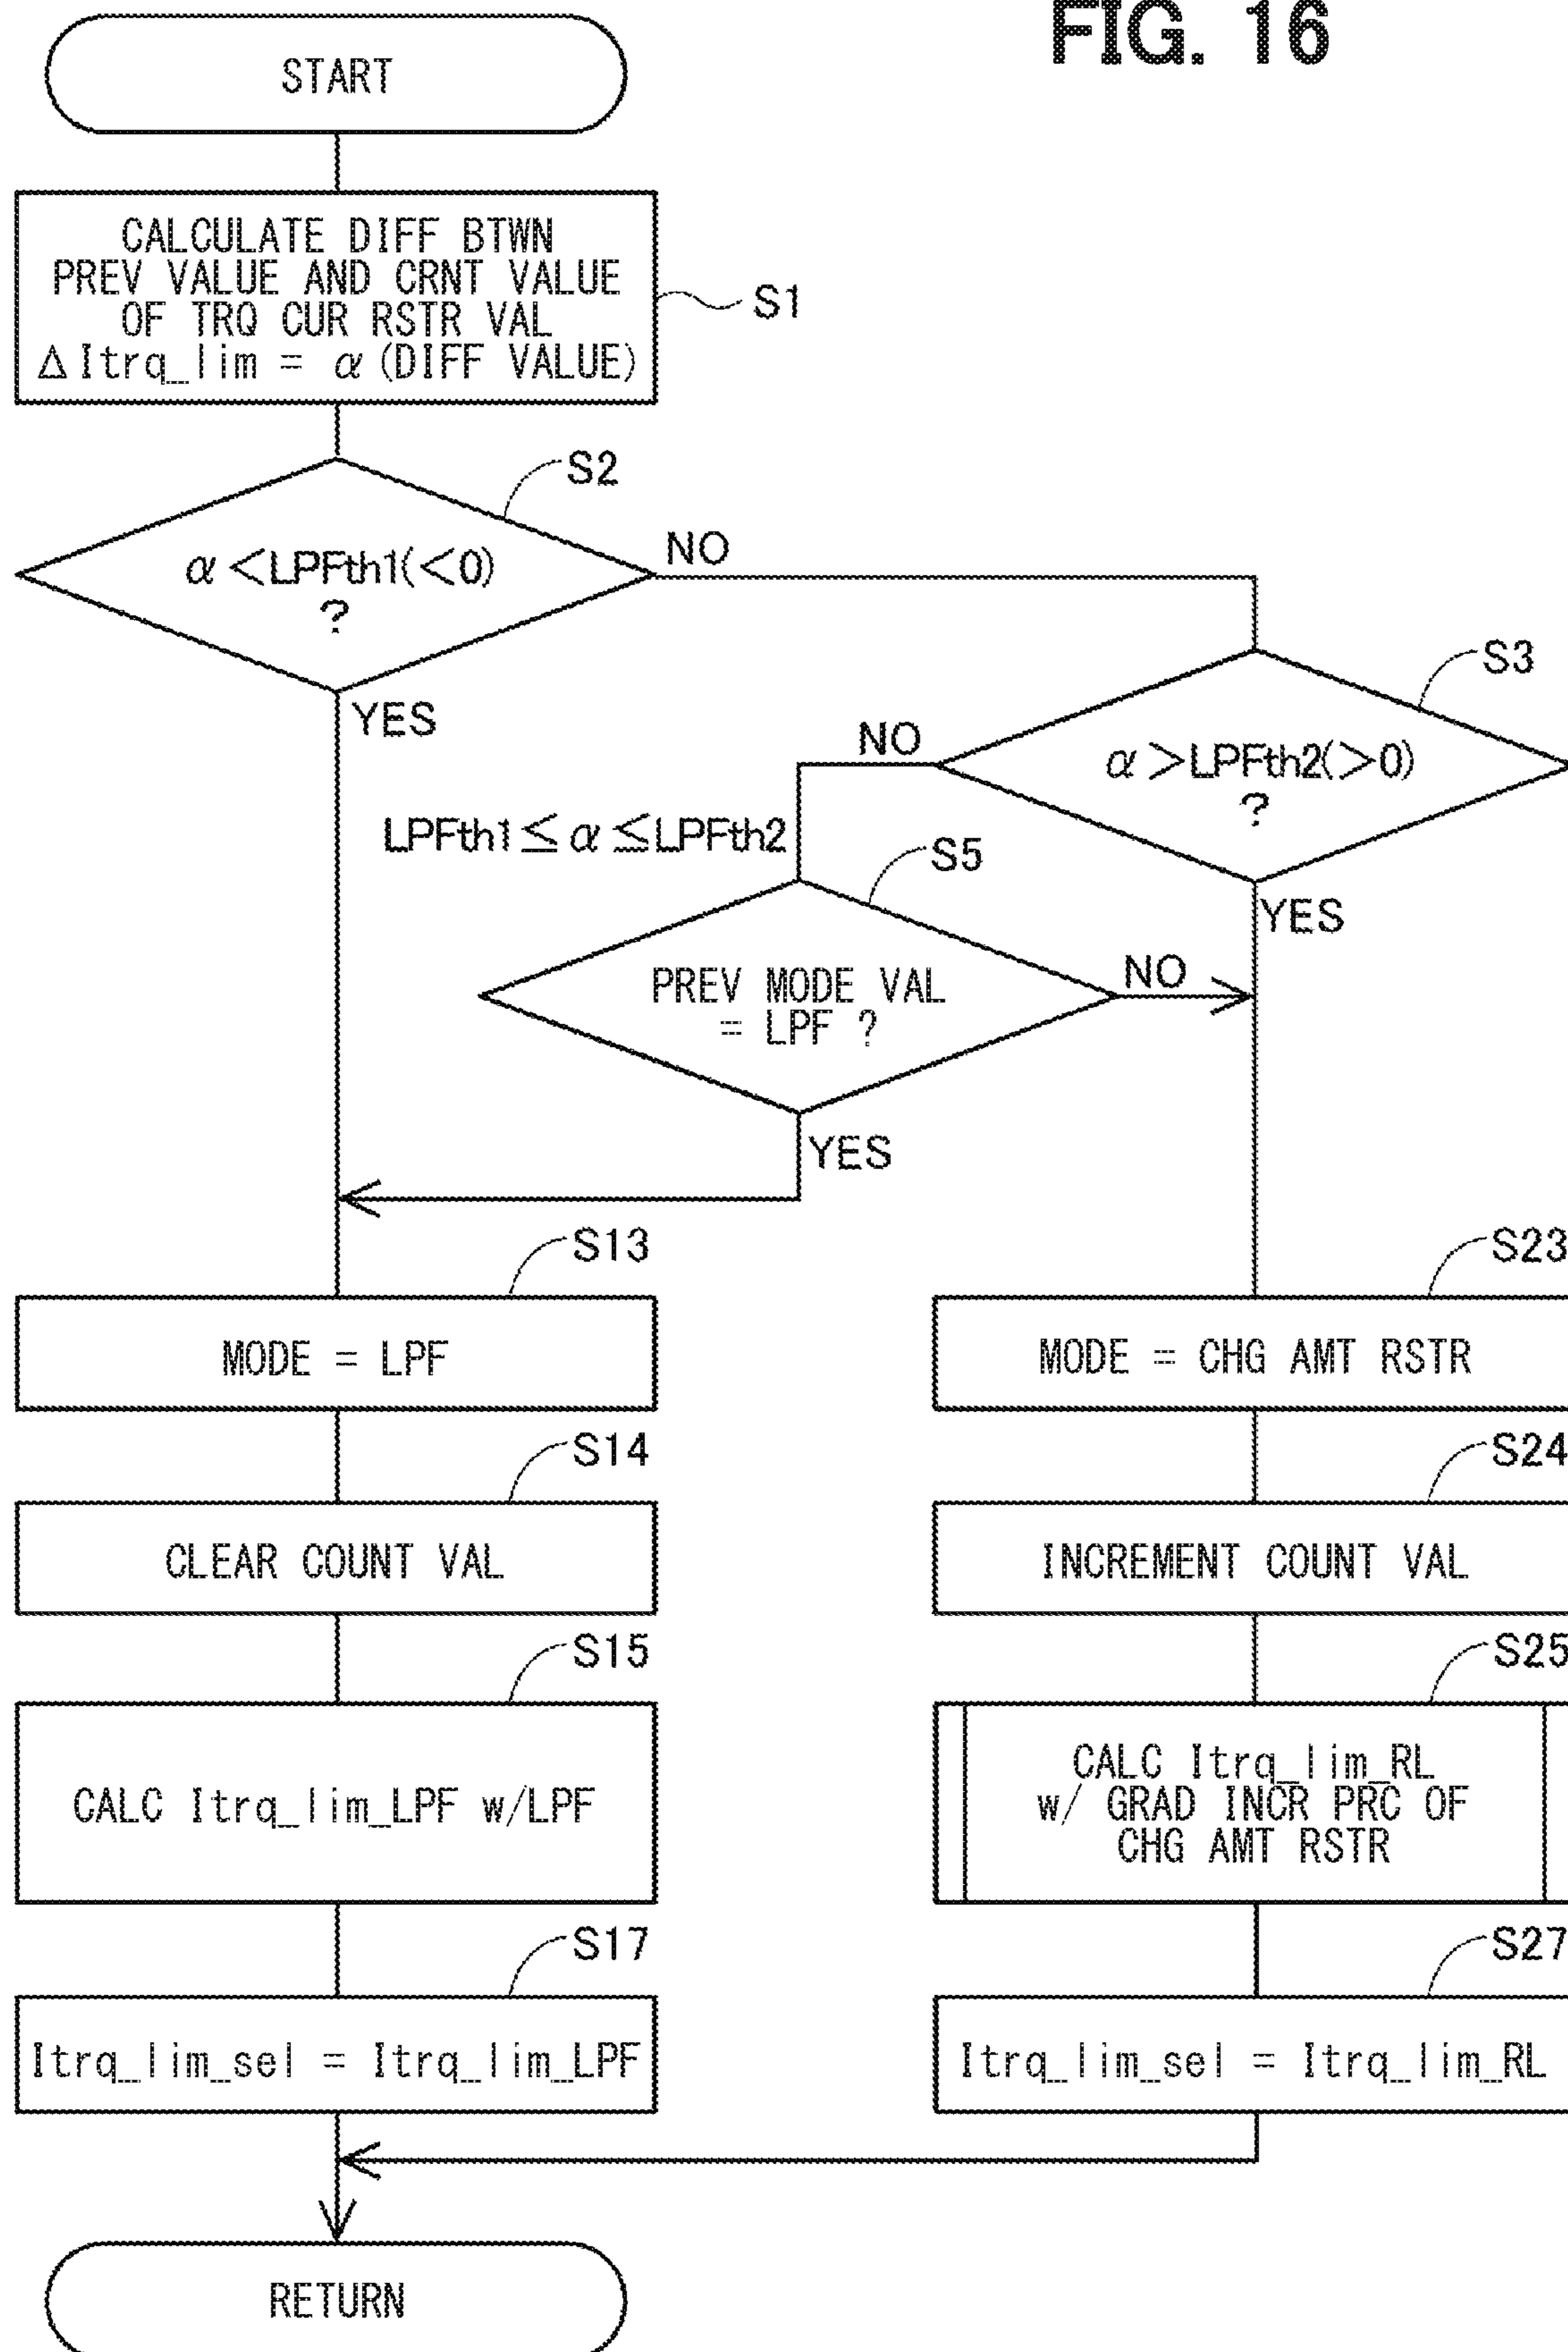 FIG. 16
START
CALCULATE DIFF BTWN
PREV VALUE AND CRNT VALUE
OF TRQ CUR RSTR VAL
ΔItrq_lim = α (DIFF VALUE)
S1
S2
α <LPFth1(<0)
?
NO
YES
S3
α >LPFth2(>0)
?
NO
YES
LPFth1≦ α ≦LPFth2
S5
PREV MODE VAL
= LPF ?
NO
YES
S13
MODE = LPF
S14
CLEAR COUNT VAL
S15
CALC Itrq_lim_LPF w/LPF
S17
Itrq_lim_sel = Itrq_lim_LPF
S23
MODE = CHG AMT RSTR
S24
INCREMENT COUNT VAL
S25
CALC Itrq_lim_RL
w/ GRAD INCR PRC OF
CHG AMT RSTR
S27
Itrq_lim_sel = Itrq_lim_RL
RETURN